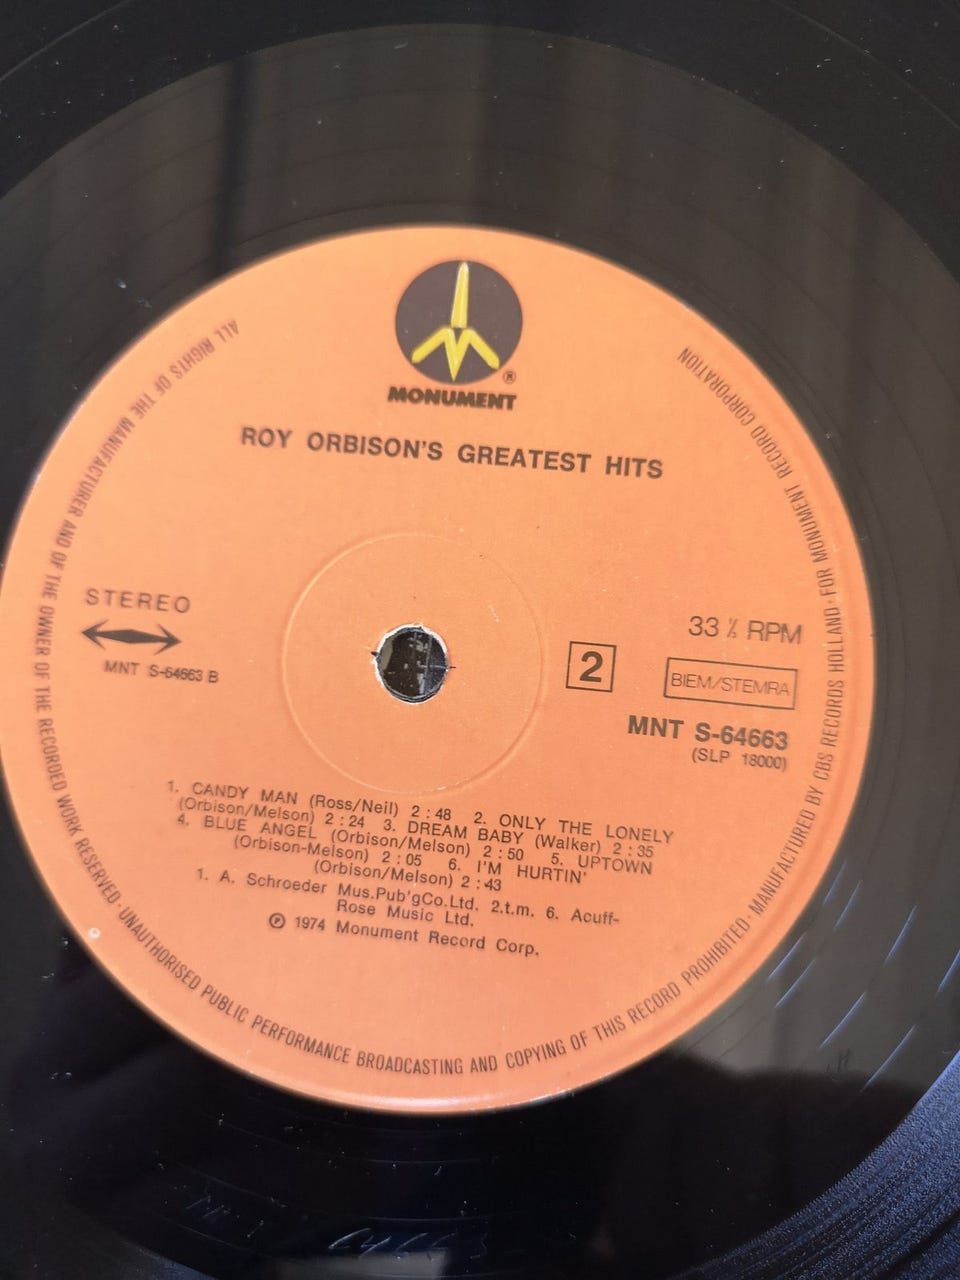 ®
MONUMENT
ROY ORBISON'S GREATEST HITS
STEREO
MNT S-64663 B
33 ⅓ RPM
2
BIEM/STEMRA
MNT S-64663
(SLP 18000)
1. CANDY MAN (Ross/Neil) 2:48 2. ONLY THE LONELY
(Orbison/Melson) 2:24 3. DREAM BABY (Walker) 2:35
4. BLUE ANGEL (Orbison/Melson) 2:50 5. UPTOWN
(Orbison-Melson) 2:05 6. I'M HURTIN'
(Orbison/Melson) 2:43
1. A. Schroeder Mus.Pub'gCo.Ltd. 2.t.m. 6. Acuff-
Rose Music Ltd.
℗ 1974 Monument Record Corp.
ALL RIGHTS OF THE MANUFACTURER AND OF THE OWNER OF THE RECORDED WORK RESERVED · UNAUTHORISED PUBLIC PERFORMANCE BROADCASTING AND COPYING OF THIS RECORD PROHIBITED · MANUFACTURED BY CBS RECORDS HOLLAND · FOR MONUMENT RECORD CORPORATION